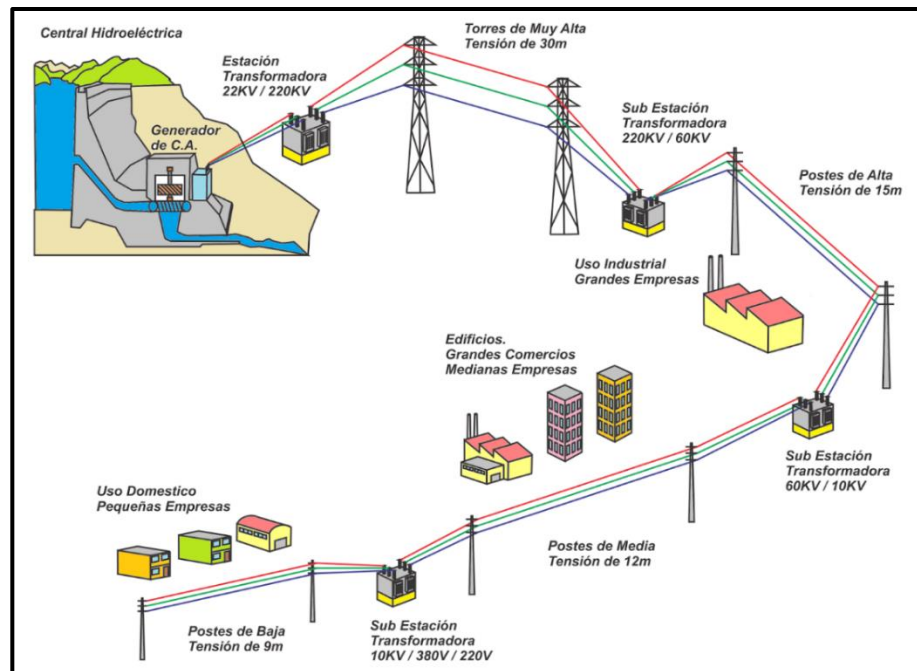 Central Hidroeléctrica
Generador
de C.A.
Estación
Transformadora
22KV / 220KV
Torres de Muy Alta
Tensión de 30m
Sub Estación
Transformadora
220KV / 60KV
Postes de Alta
Tensión de 15m
Uso Industrial
Grandes Empresas
Edificios.
Grandes Comercios
Medianas Empresas
Sub Estación
Transformadora
60KV / 10KV
Uso Domestico
Pequeñas Empresas
Postes de Media
Tensión de 12m
Postes de Baja
Tensión de 9m
Sub Estación
Transformadora
10KV / 380V / 220V